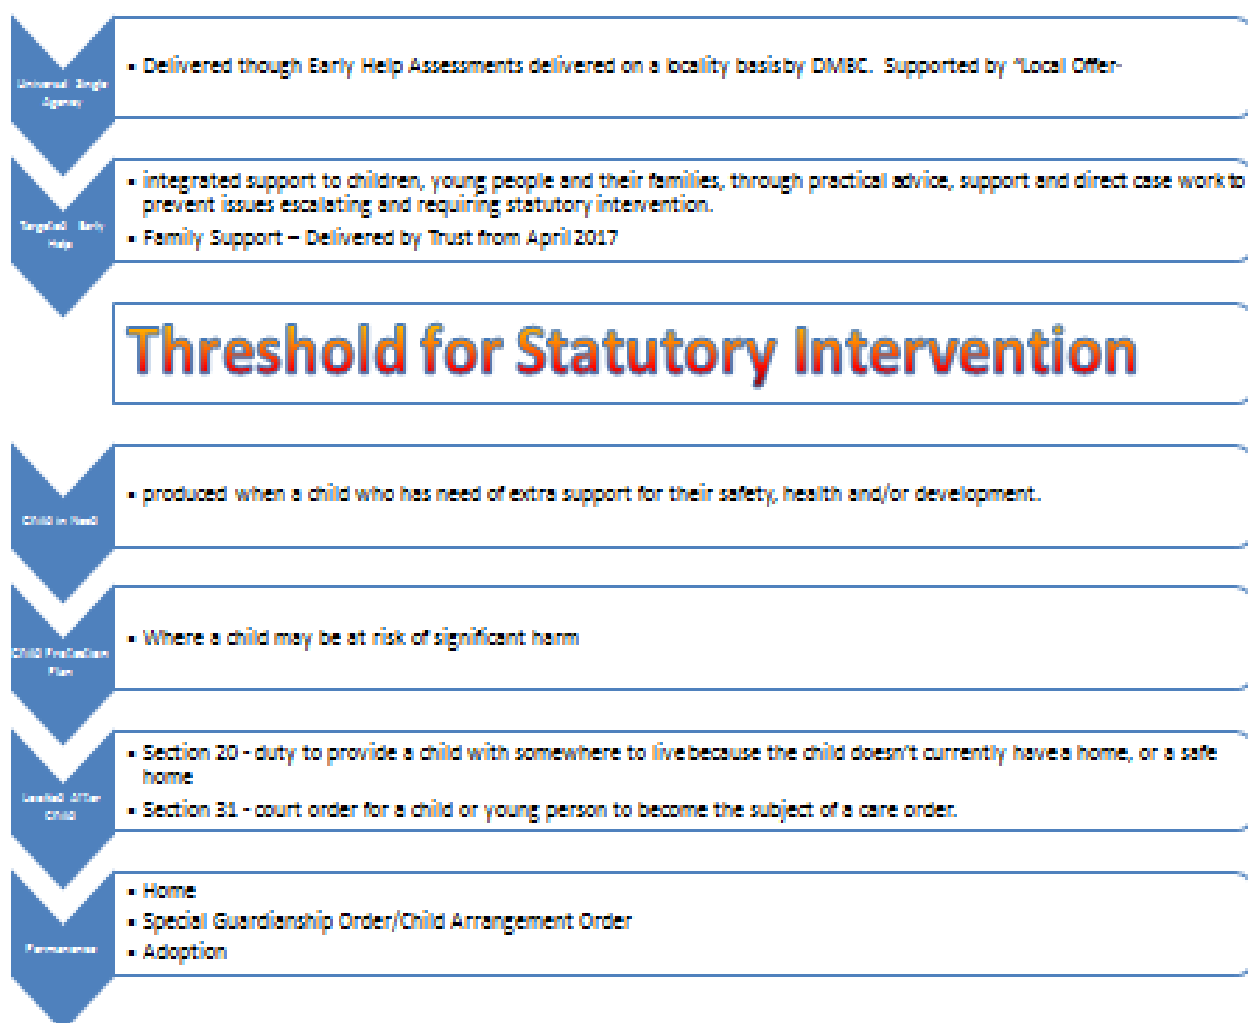 Universal Single
Agency
• Delivered though Early Help Assessments delivered on a locality basisby DMBC. Supported by "Local Offer-
Targeted Early
Help
• integrated support to children, young people and their families, through practical advice, support and direct case work to
prevent issues escalating and requiring statutory intervention.
• Family Support – Delivered by Trust from April 2017
Threshold for Statutory Intervention
Child in Need
• produced when a child who has need of extra support for their safety, health and/or development.
Child Protection
Plan
• Where a child may be at risk of significant harm
Looked After
Child
• Section 20 - duty to provide a child with somewhere to live because the child doesn't currently have a home, or a safe
home
• Section 31 - court order for a child or young person to become the subject of a care order.
Permanence
• Home
• Special Guardianship Order/Child Arrangement Order
• Adoption